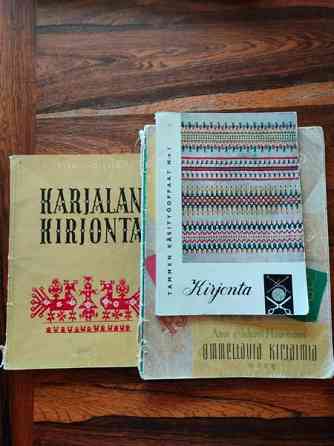 KARJALAN
KIRJONTA
TAMMEN KÄSITYÖOPPAAT N:o 1
Kirjonta
OMMELTAVIA KIRJAIMIA